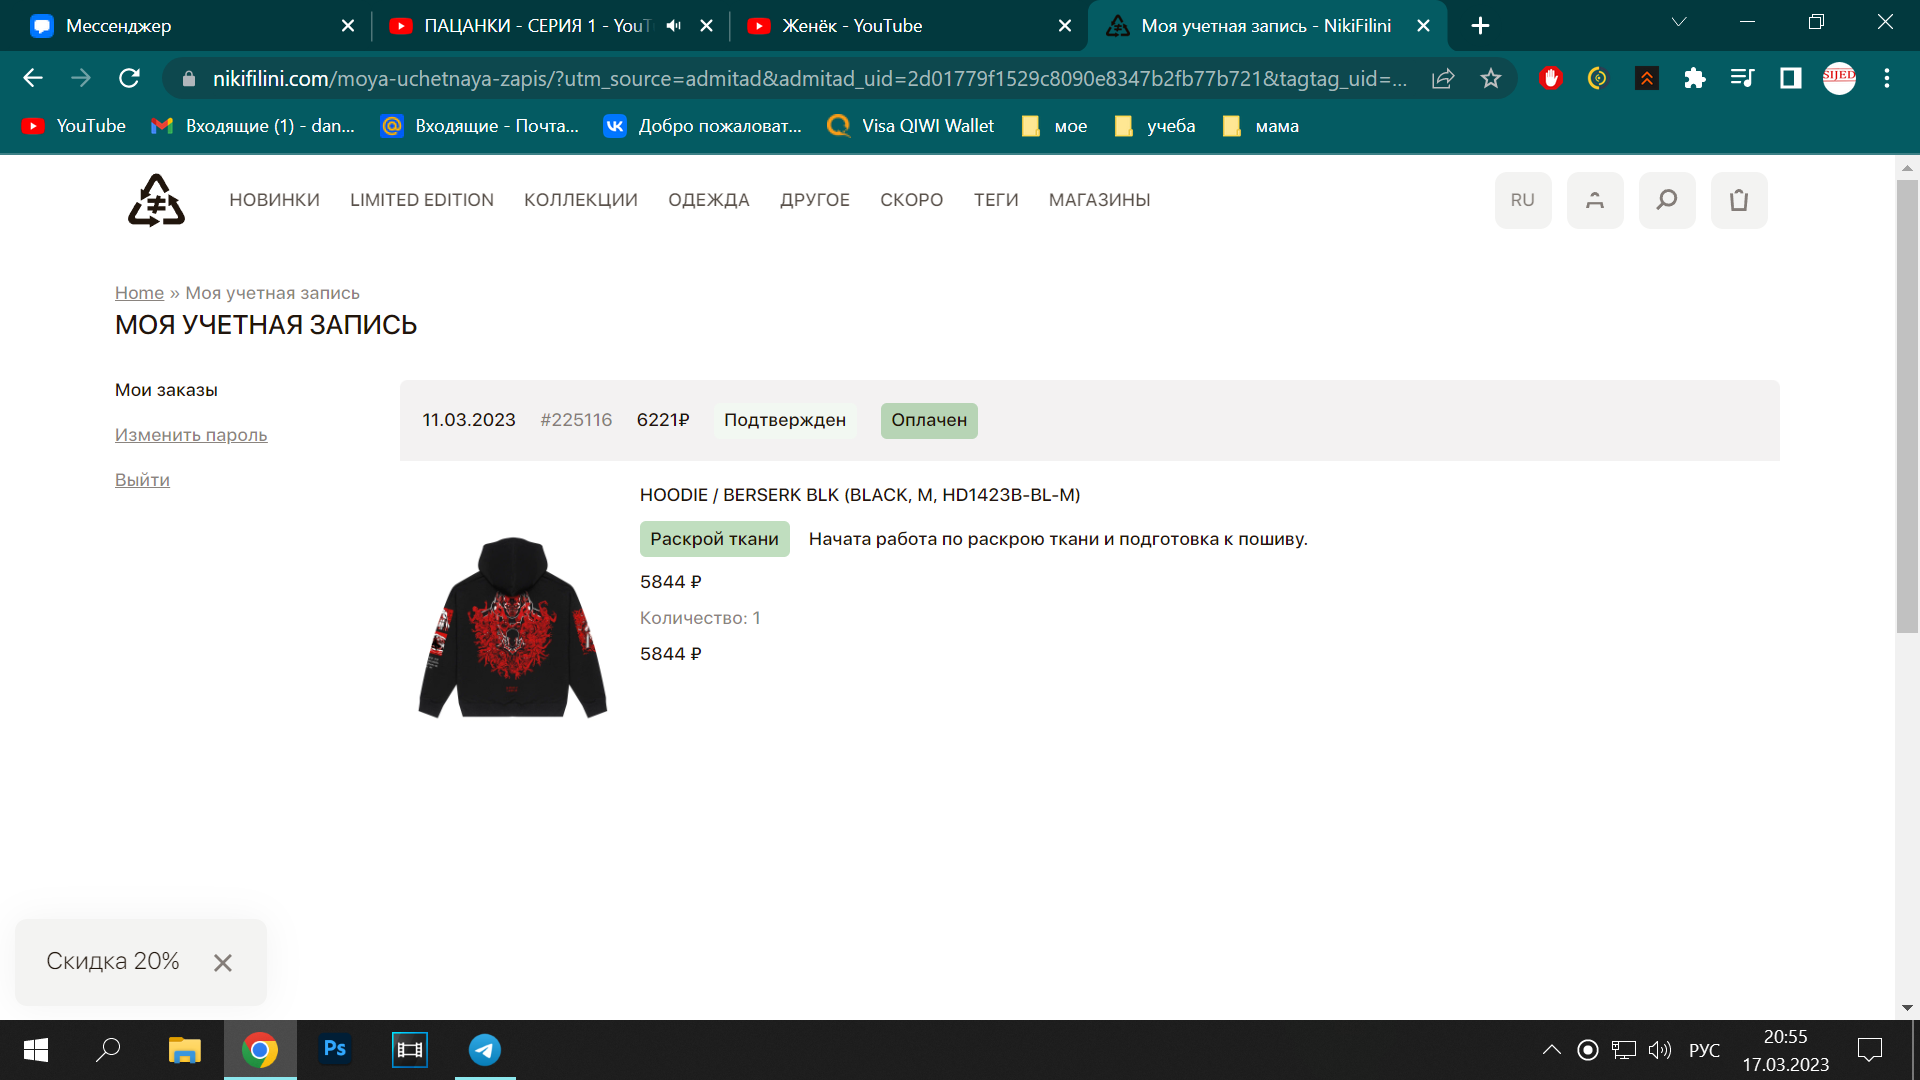 Мессенджер
ПАЦАНКИ - СЕРИЯ 1 - YouT
Женёк - YouTube
Моя учетная запись - NikiFilini
nikifilini.com/moya-uchetnaya-zapis/?utm_source=admitad&admitad_uid=2d01779f1529c8090e8347b2fb77b721&tagtag_uid=...
SIJED
YouTube
Входящие (1) - dan...
Входящие - Почта...
Добро пожаловат...
Visa QIWI Wallet
мое
учеба
мама
НОВИНКИ
LIMITED EDITION
КОЛЛЕКЦИИ
ОДЕЖДА
ДРУГОЕ
СКОРО
ТЕГИ
МАГАЗИНЫ
RU
Home » Моя учетная запись
МОЯ УЧЕТНАЯ ЗАПИСЬ
Мои заказы
Изменить пароль
Выйти
11.03.2023 #225116 6221₽ Подтвержден Оплачен
HOODIE / BERSERK BLK (BLACK, M, HD1423B-BL-M)
Раскрой ткани Начата работа по раскрою ткани и подготовка к пошиву.
5844 ₽
Количество: 1
5844 ₽
Скидка 20%
Ps
РУС
20:55
17.03.2023